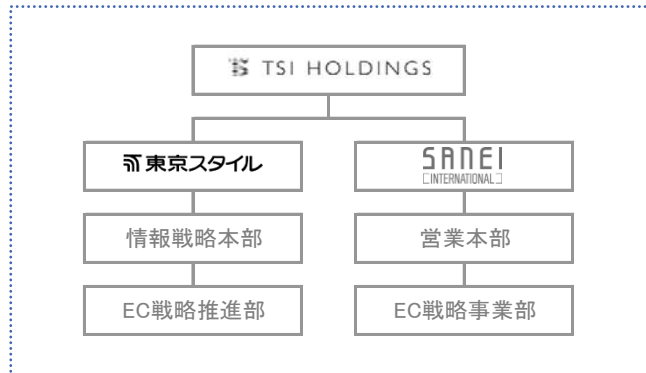 TSI HOLDINGS
東京スタイル
SANEI
INTERNATIONAL
情報戦略本部
営業本部
EC戦略推進部
EC戦略事業部